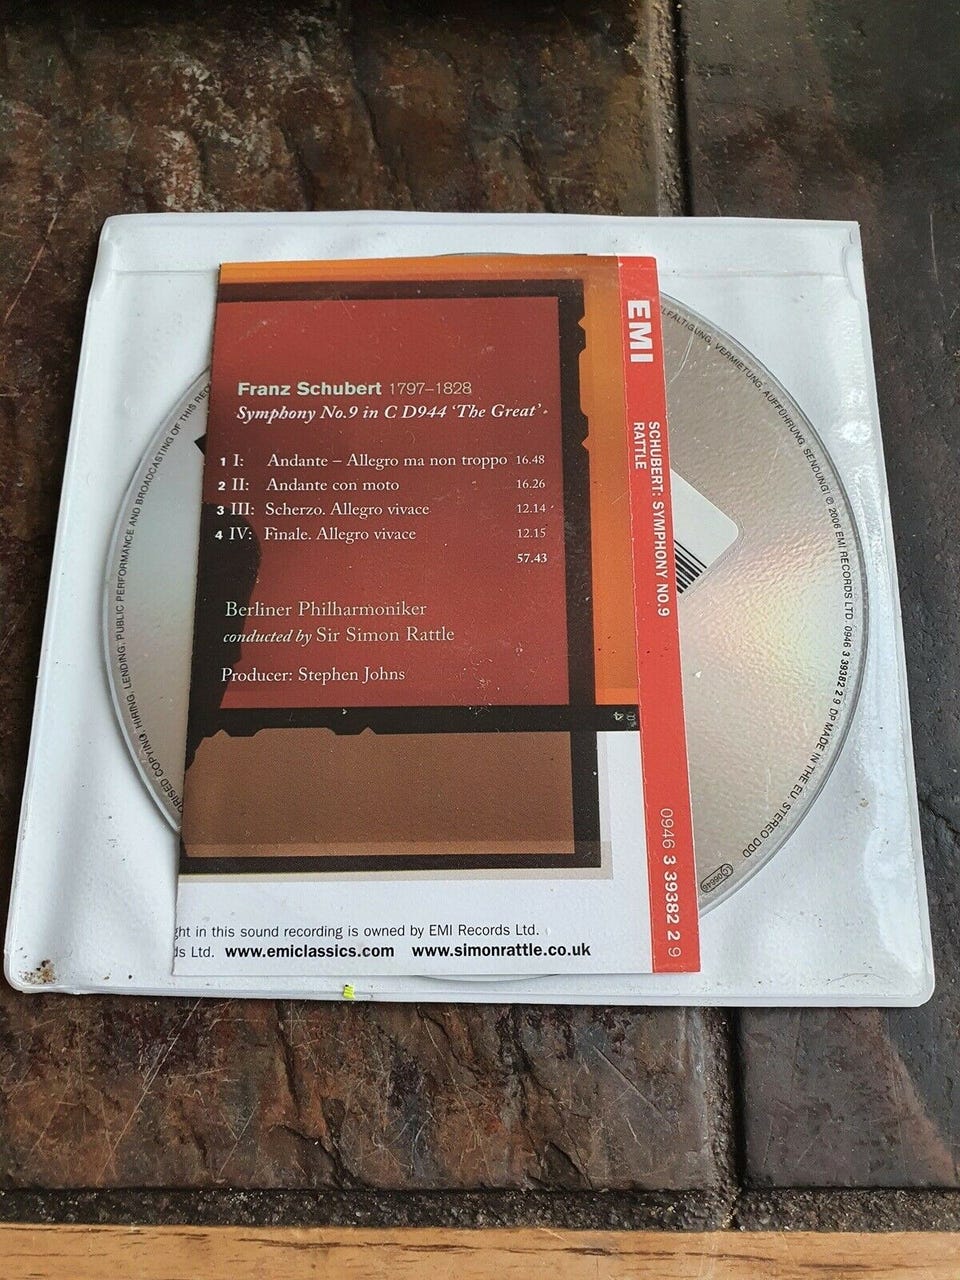 Franz Schubert 1797–1828
Symphony No.9 in C D944 ‘The Great’
1 I: Andante – Allegro ma non troppo 16.48
2 II: Andante con moto 16.26
3 III: Scherzo. Allegro vivace 12.14
4 IV: Finale. Allegro vivace 12.15
57.43
Berliner Philharmoniker
conducted by Sir Simon Rattle
Producer: Stephen Johns
in this sound recording is owned by EMI Records Ltd.
Ltd. www.emiclassics.com www.simonrattle.co.uk
EMI
SCHUBERT: SYMPHONY NO.9
RATTLE
0946 3 39382 2 9
COPYING, HIRING, LENDING, PUBLIC PERFORMANCE AND BROADCASTING OF THIS
VERMIETUNG, AUFFÜHRUNG, SENDUNG! ℗ 2006 EMI RECORDS LTD. 0946 3 39382 2 9 DP MADE IN THE EU. STEREO DDD